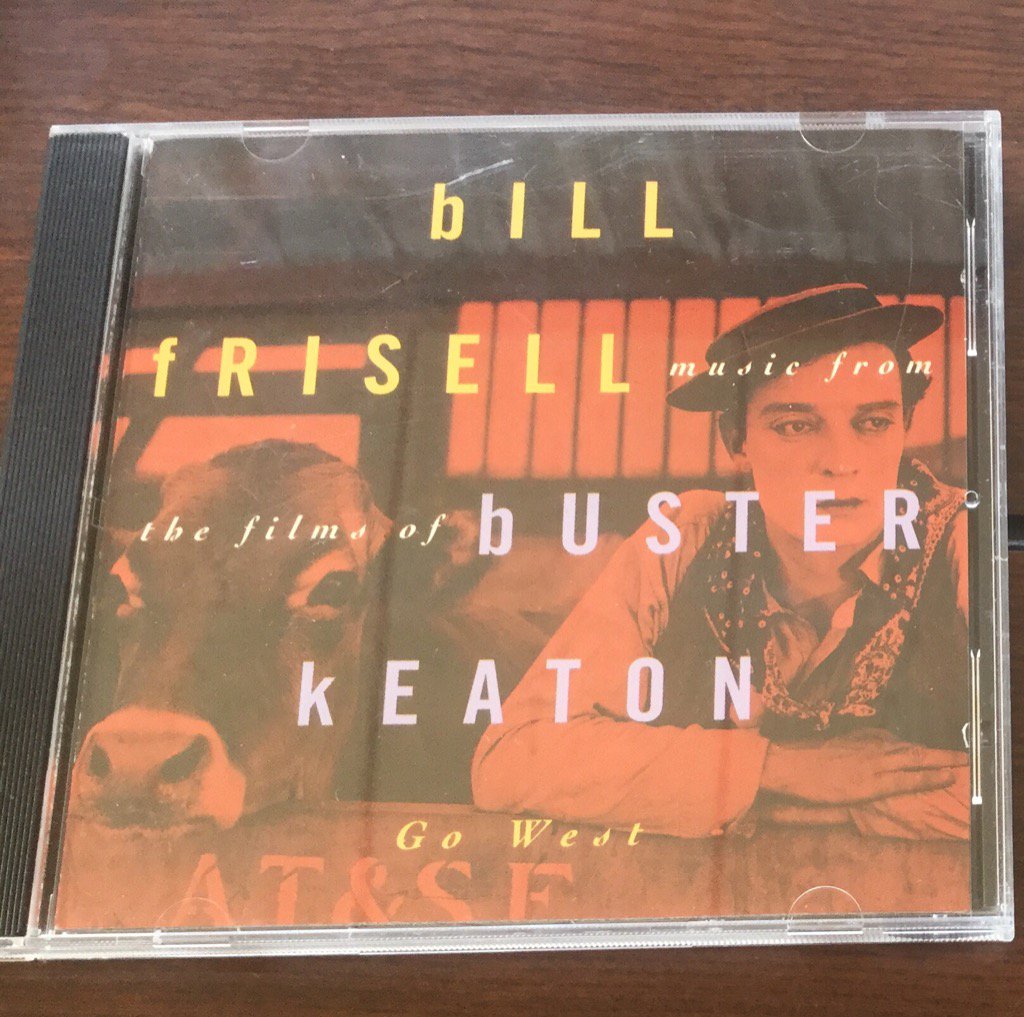 bILL
fRISELL music from
the films of bUSTER
kEATON
Go West
AT&SF